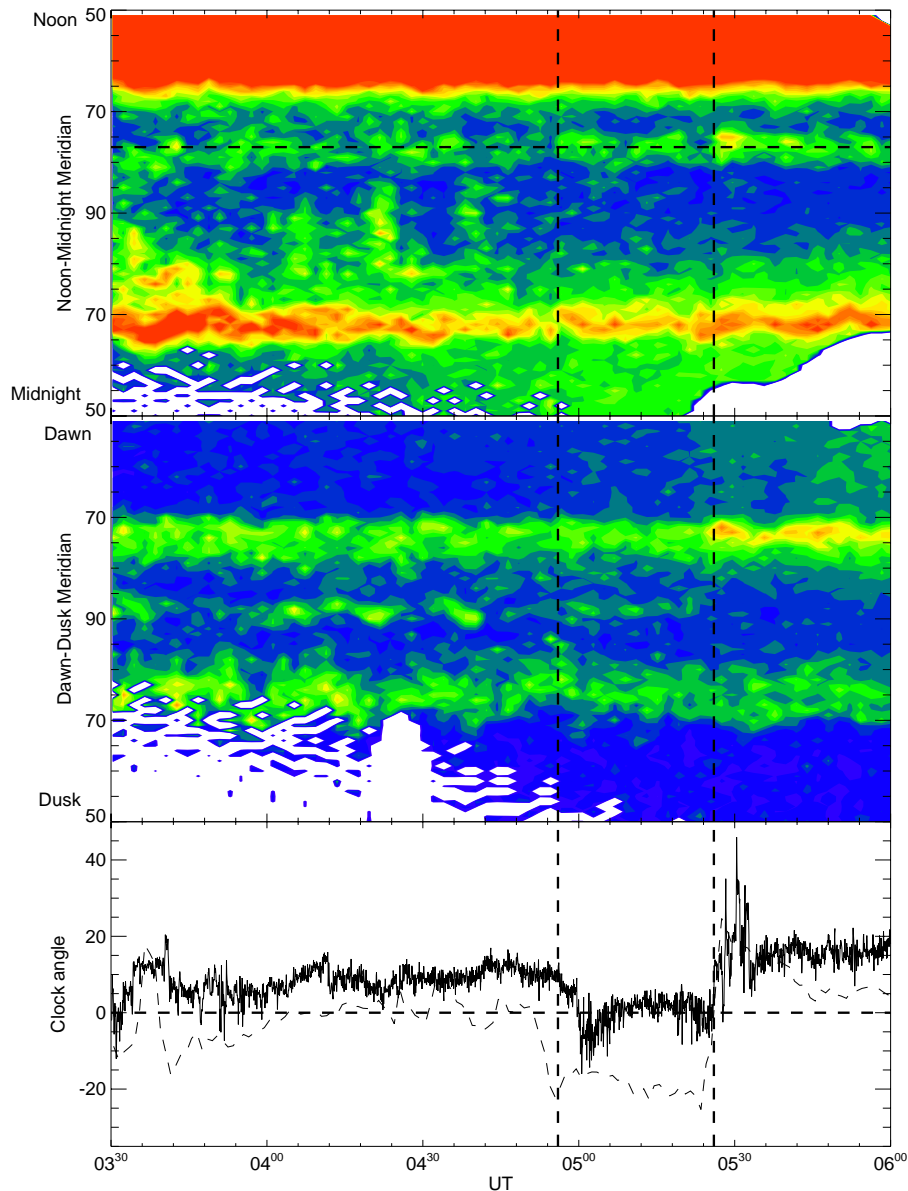 Noon
50
70
90
70
50
Midnight
Noon-Midnight Meridian
Dawn
70
90
70
50
Dusk
Dawn-Dusk Meridian
40
20
0
-20
Clock angle
03³⁰
04⁰⁰
04³⁰
05⁰⁰
05³⁰
06⁰⁰
UT